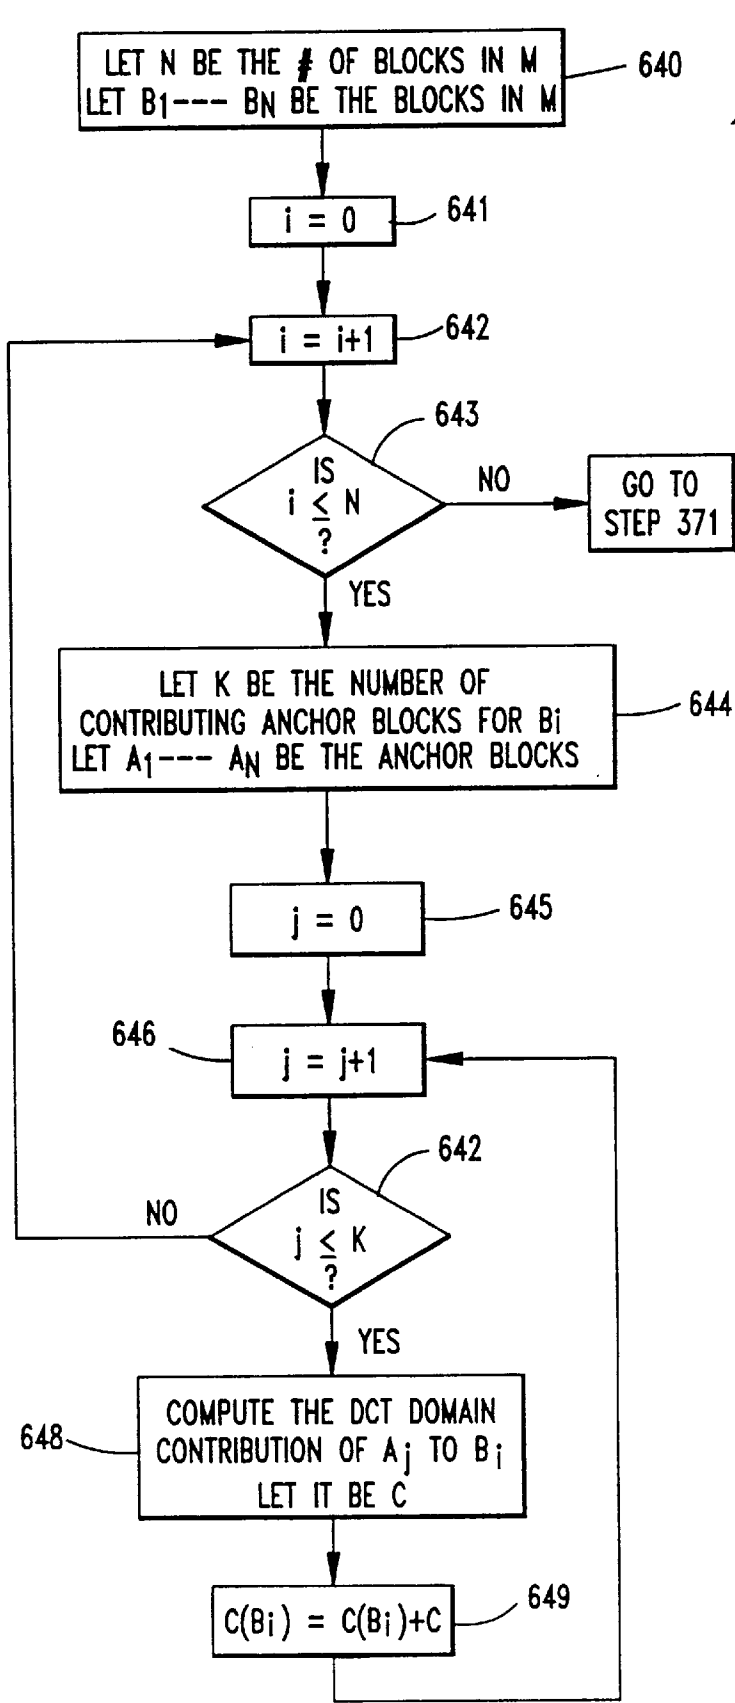 LET N BE THE # OF BLOCKS IN M
LET B1--- BN BE THE BLOCKS IN M
640
i = 0
641
i = i+1
642
643
IS
i ≤ N
?
NO
GO TO
STEP 371
YES
LET K BE THE NUMBER OF
CONTRIBUTING ANCHOR BLOCKS FOR Bi
LET A1--- AN BE THE ANCHOR BLOCKS
644
j = 0
645
646
j = j+1
642
IS
j ≤ K
?
NO
YES
COMPUTE THE DCT DOMAIN
CONTRIBUTION OF Aj TO Bi
LET IT BE C
648
C(Bi) = C(Bi)+C
649